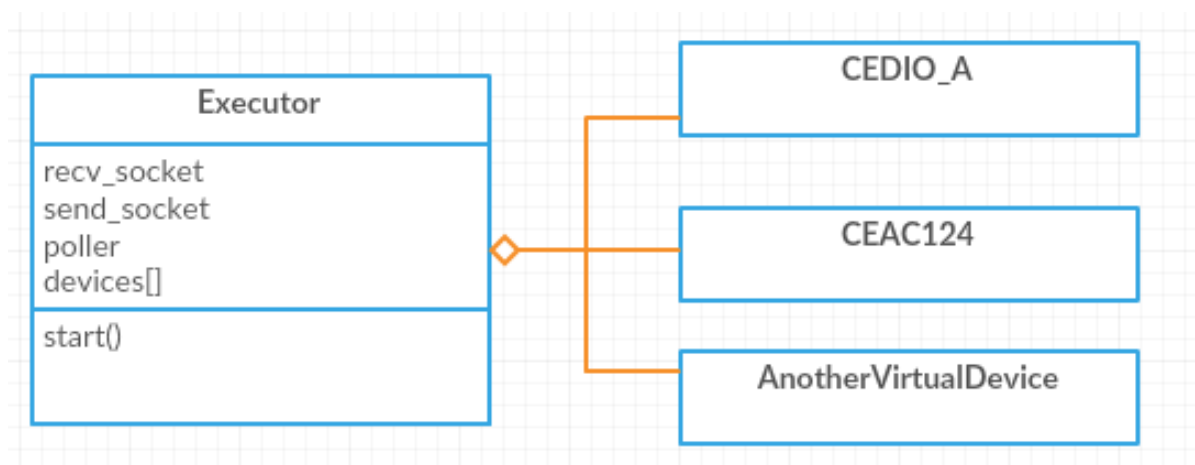 Executor
recv_socket
send_socket
poller
devices[]
start()
CEDIO_A
CEAC124
AnotherVirtualDevice